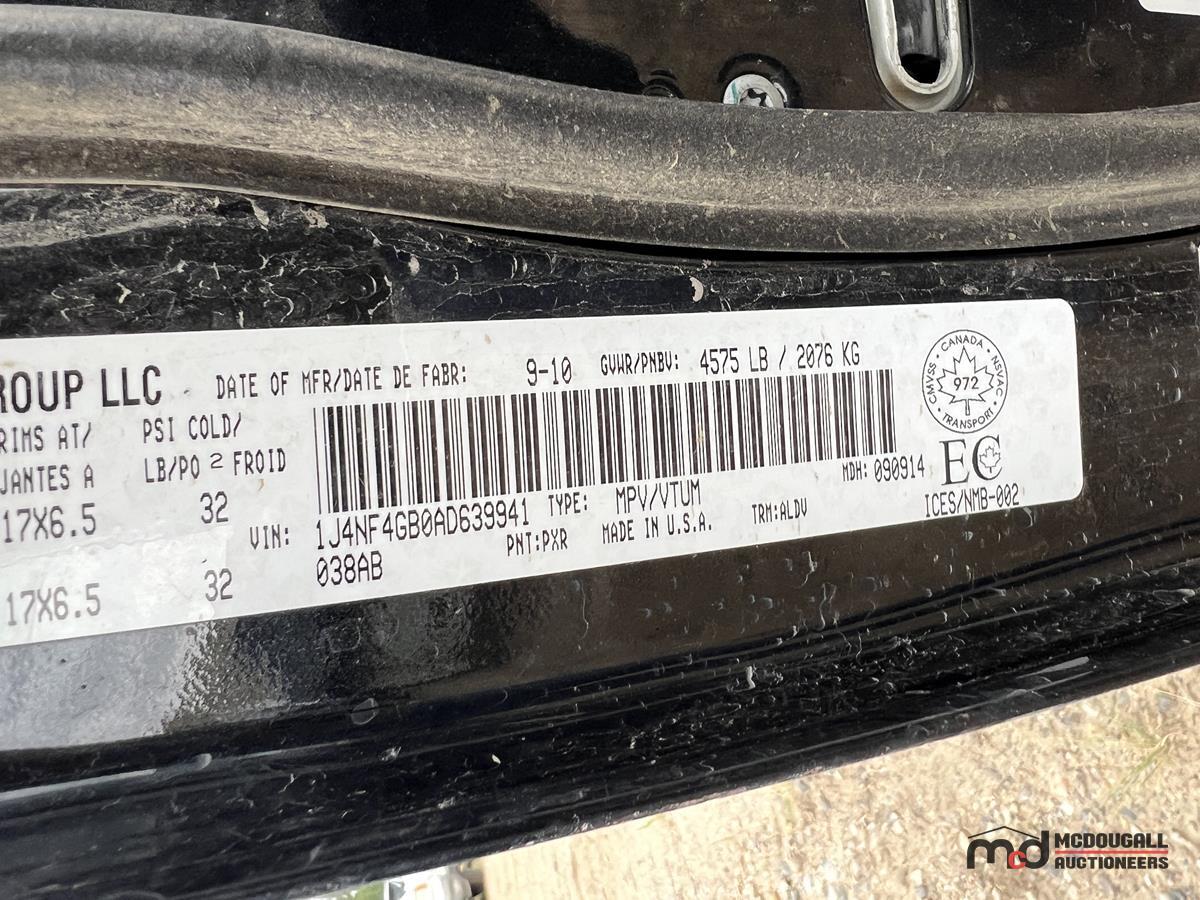 ROUP LLC
DATE OF MFR/DATE DE FABR: 9-10 GVWR/PNBV: 4575 LB / 2076 KG
RIMS AT/ PSI COLD/
JANTES A LB/PO 2 FROID
17X6.5 32
17X6.5 32
VIN: 1J4NF4GB0AD639941 TYPE: MPV/VTUM MDH: 090914
038AB PNT:PXR MADE IN U.S.A. TRM:ALDV
CANADA
CMVSS 972 NSVAC
TRANSPORT
EC
ICES/NMB-002
mcd MCDOUGALL
AUCTIONEERS